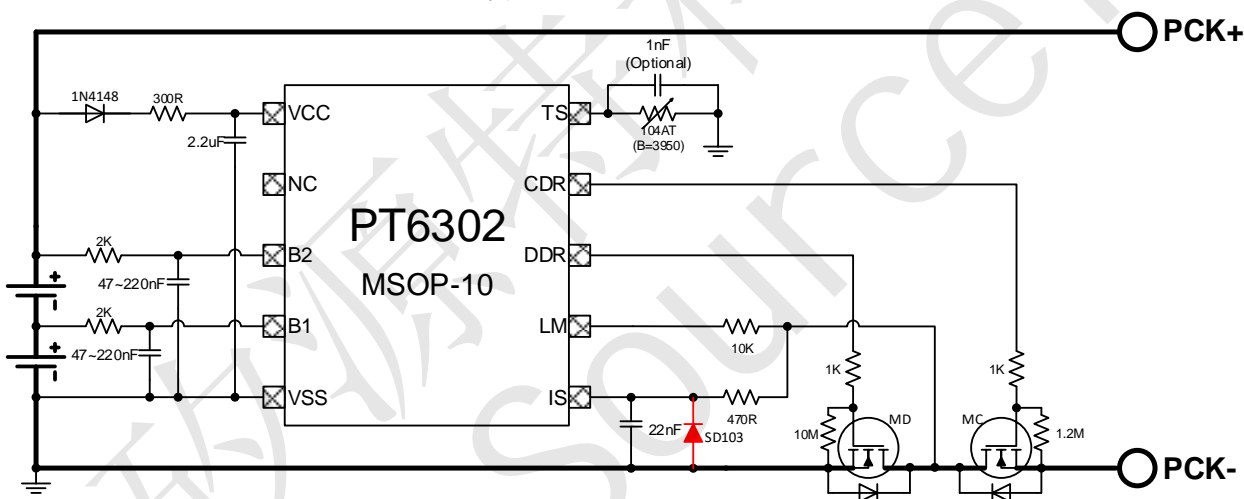 PCK+
1nF
(Optional)
1N4148
300R
VCC
TS
2.2uF
104AT
(B=3950)
NC
CDR
PT6302
2K
B2
DDR
MSOP-10
47~220nF
+
2K
B1
LM
10K
1K
1K
47~220nF
+
VSS
IS
470R
22nF
SD103
10M
MD
MC
1.2M
PCK-
Source